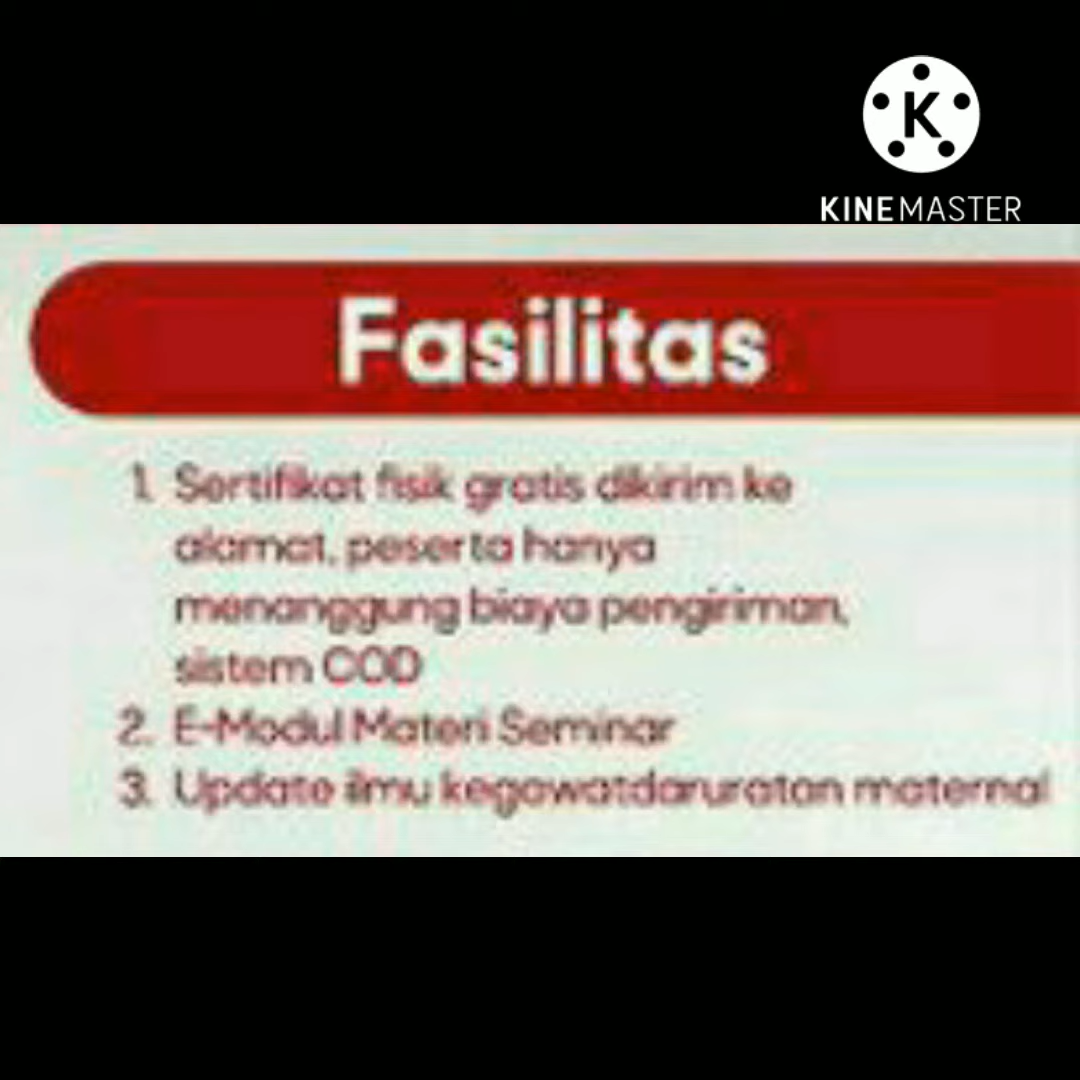 K
KINEMASTER
Fasilitas
1. Sertifikat fisik gratis dikirim ke
alamat, peserta hanya
menanggung biaya pengiriman,
sistem COD
2. E-Modul Materi Seminar
3. Update ilmu kegawatdaruratan maternal